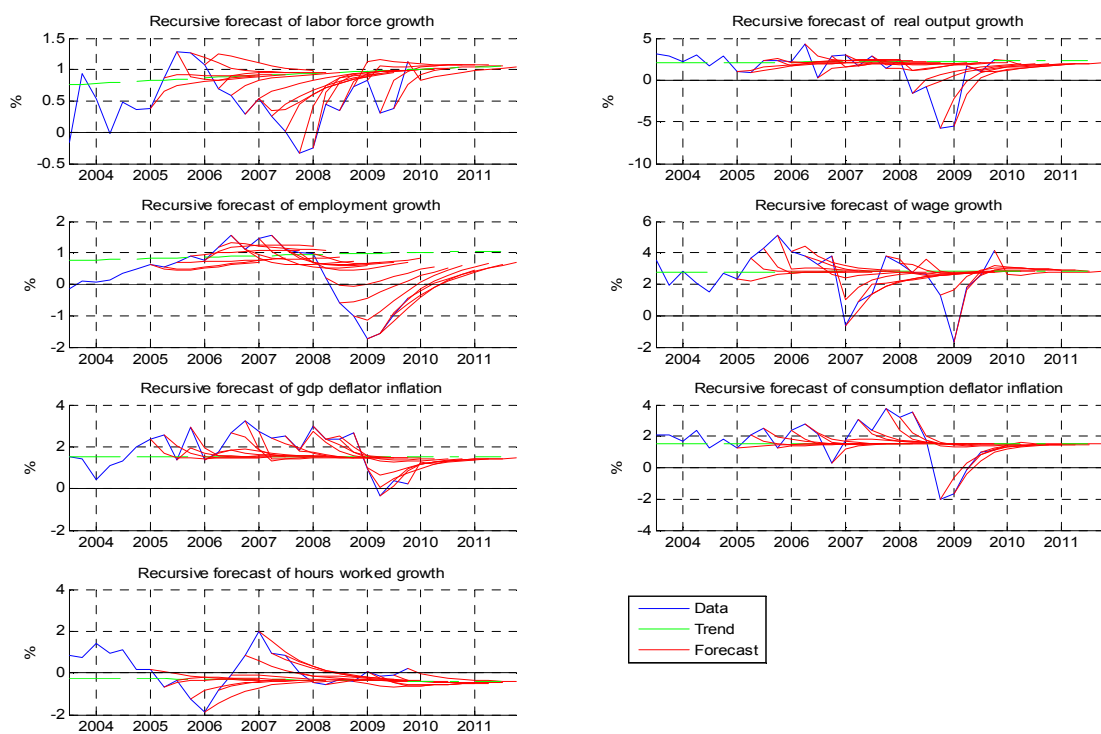 Recursive forecast of labor force growth
1.5
1
0.5
0
-0.5
%
2004 2005 2006 2007 2008 2009 2010 2011
Recursive forecast of real output growth
5
0
-5
-10
%
2004 2005 2006 2007 2008 2009 2010 2011
Recursive forecast of employment growth
2
1
0
-1
-2
%
2004 2005 2006 2007 2008 2009 2010 2011
Recursive forecast of wage growth
6
4
2
0
-2
%
2004 2005 2006 2007 2008 2009 2010 2011
Recursive forecast of gdp deflator inflation
4
2
0
-2
%
2004 2005 2006 2007 2008 2009 2010 2011
Recursive forecast of consumption deflator inflation
4
2
0
-2
-4
%
2004 2005 2006 2007 2008 2009 2010 2011
Recursive forecast of hours worked growth
4
2
0
-2
%
2004 2005 2006 2007 2008 2009 2010 2011
Data
Trend
Forecast